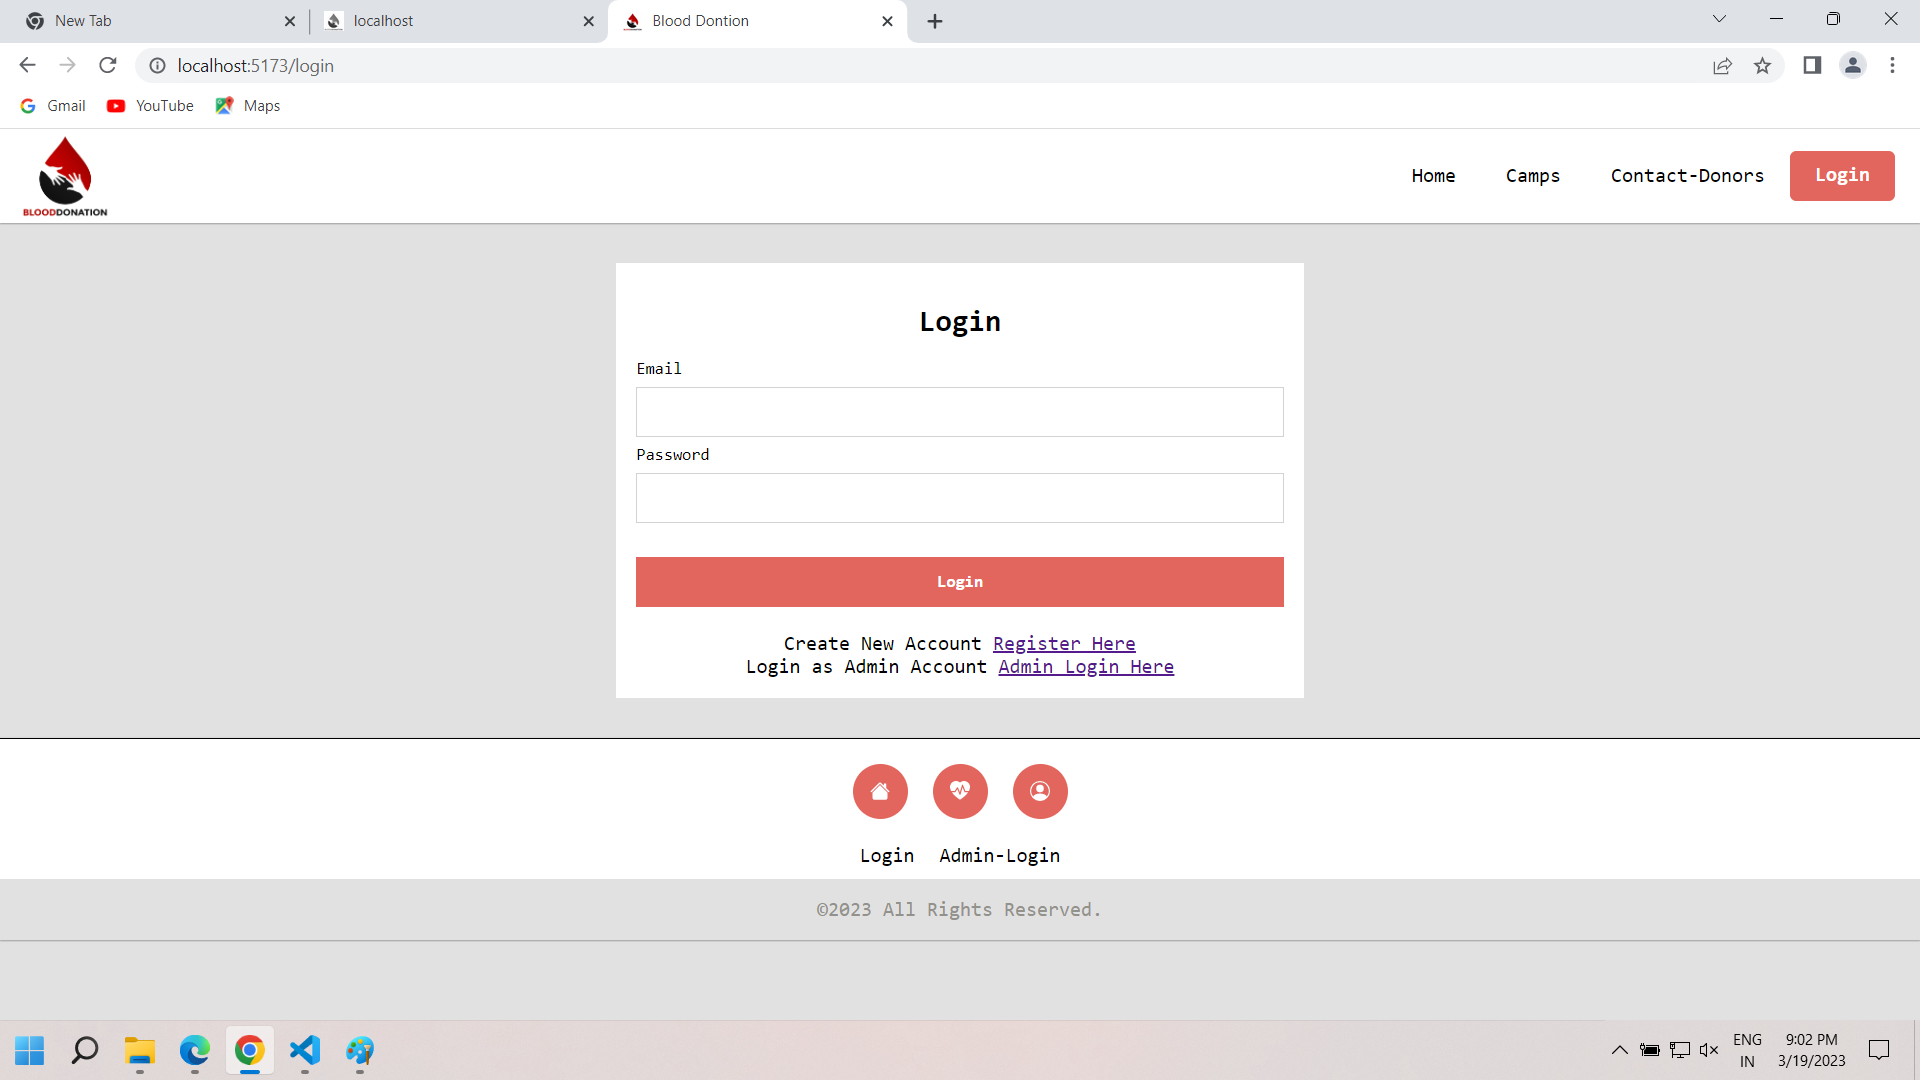 New Tab
localhost
Blood Dontion
localhost:5173/login
Gmail
YouTube
Maps
BLOODDONATION
Home
Camps
Contact-Donors
Login
Login
Email
Password
Login
Create New Account Register Here
Login as Admin Account Admin Login Here
Login
Admin-Login
©2023 All Rights Reserved.
ENG
IN
9:02 PM
3/19/2023